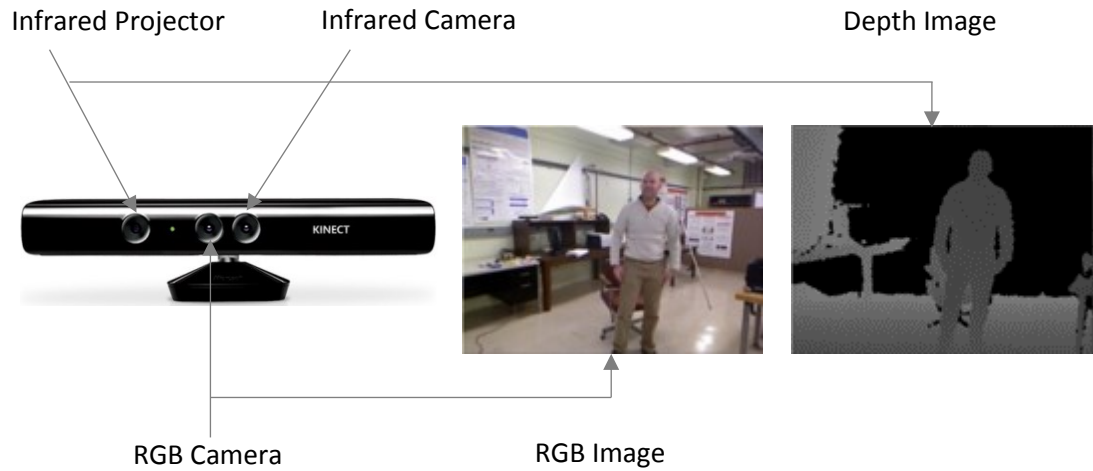 Infrared Projector
Infrared Camera
Depth Image
KINECT
RGB Camera
RGB Image